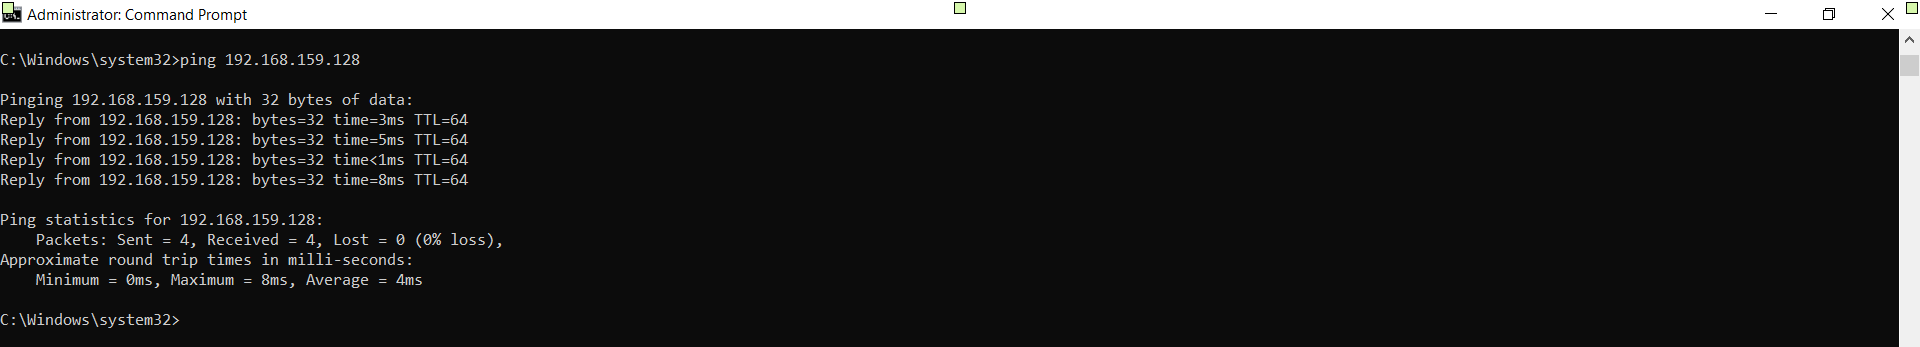 Administrator: Command Prompt
C:\Windows\system32>ping 192.168.159.128
Pinging 192.168.159.128 with 32 bytes of data:
Reply from 192.168.159.128: bytes=32 time=3ms TTL=64
Reply from 192.168.159.128: bytes=32 time=5ms TTL=64
Reply from 192.168.159.128: bytes=32 time<1ms TTL=64
Reply from 192.168.159.128: bytes=32 time=8ms TTL=64
Ping statistics for 192.168.159.128:
    Packets: Sent = 4, Received = 4, Lost = 0 (0% loss),
Approximate round trip times in milli-seconds:
    Minimum = 0ms, Maximum = 8ms, Average = 4ms
C:\Windows\system32>